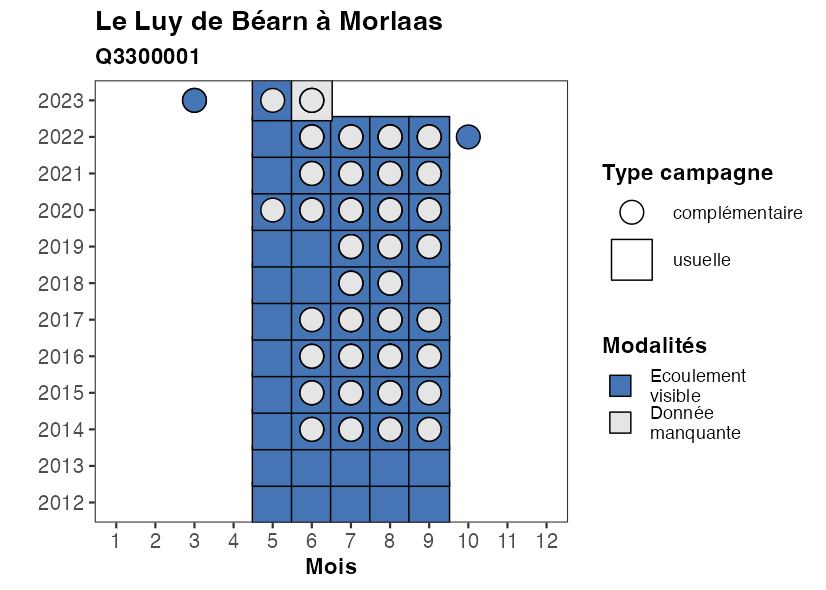 Le Luy de Béarn à Morlaas
Q3300001
2023
2022
2021
2020
2019
2018
2017
2016
2015
2014
2013
2012
1 2 3 4 5 6 7 8 9 10 11 12
Mois
Type campagne
complémentaire
usuelle
Modalités
Ecoulement
visible
Donnée
manquante